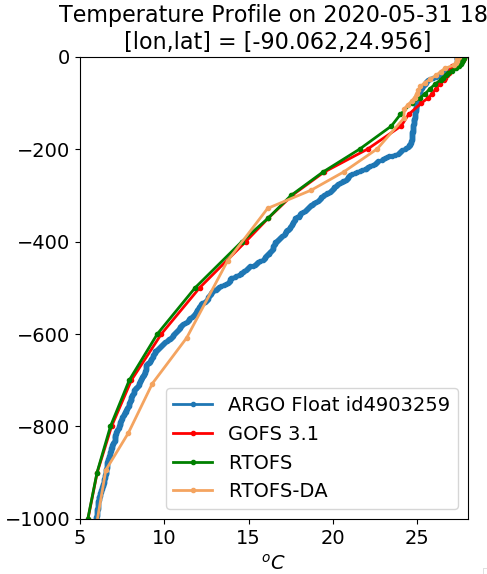 Temperature Profile on 2020-05-31 18
[lon,lat] = [-90.062,24.956]
0
−200
−400
−600
−800
−1000
ARGO Float id4903259
GOFS 3.1
RTOFS
RTOFS-DA
5 10 15 20 25
°C